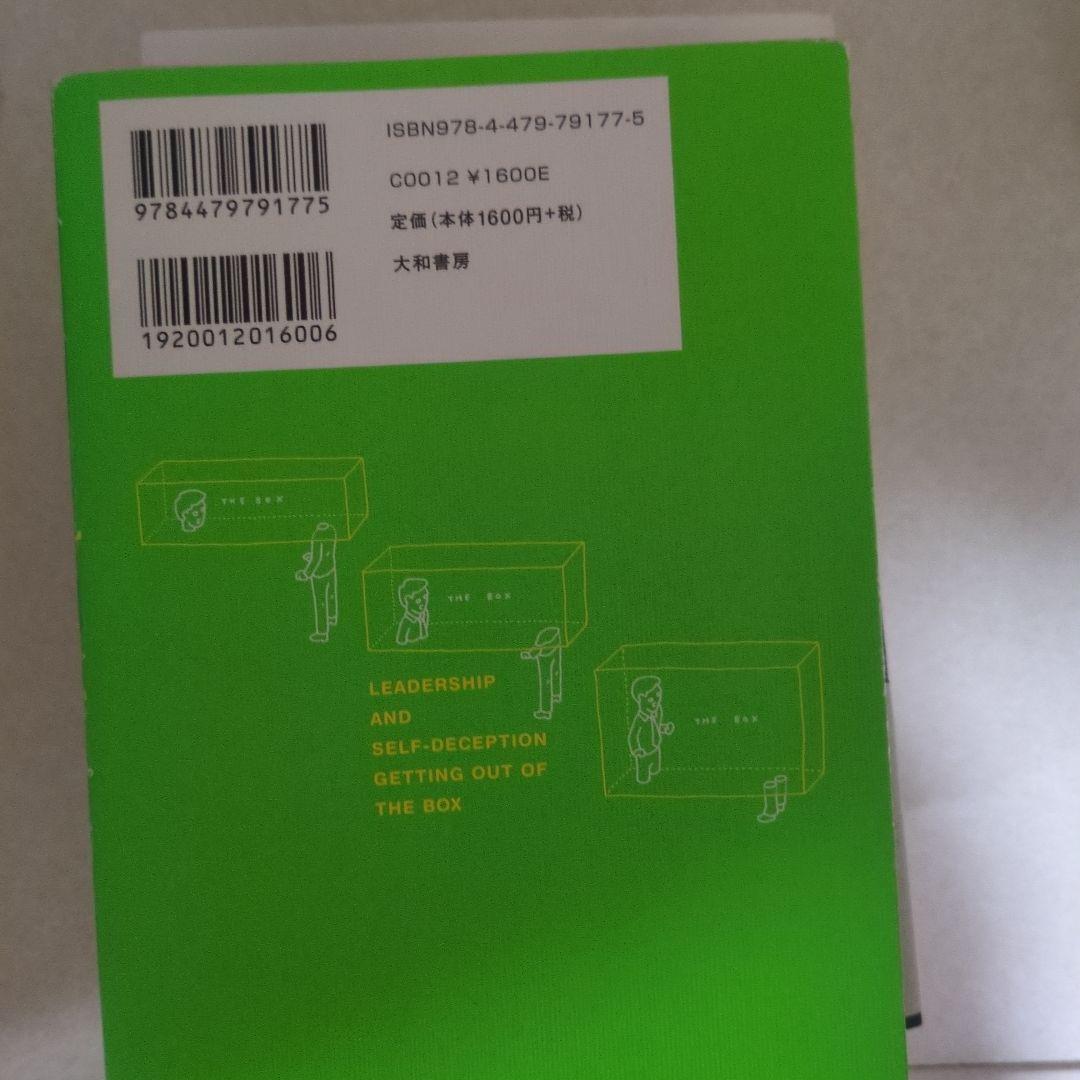 ISBN978-4-479-79177-5
9784479791775
C0012 ¥1600E
定価(本体1600円+税)
大和書房
1920012016006
THE BOX
THE BOX
THE BOX
LEADERSHIP
AND
SELF-DECEPTION
GETTING OUT OF
THE BOX